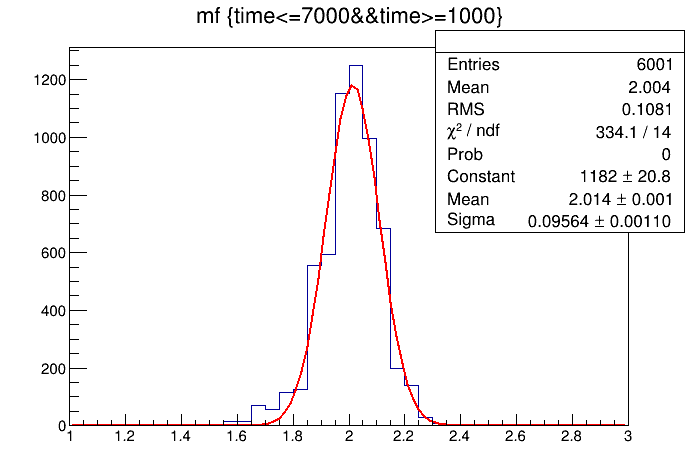 mf {time<=7000&&time>=1000}
Entries 6001
Mean 2.004
RMS 0.1081
χ² / ndf 334.1 / 14
Prob 0
Constant 1182 ± 20.8
Mean 2.014 ± 0.001
Sigma 0.09564 ± 0.00110
1200
1000
800
600
400
200
0
1 1.2 1.4 1.6 1.8 2 2.2 2.4 2.6 2.8 3